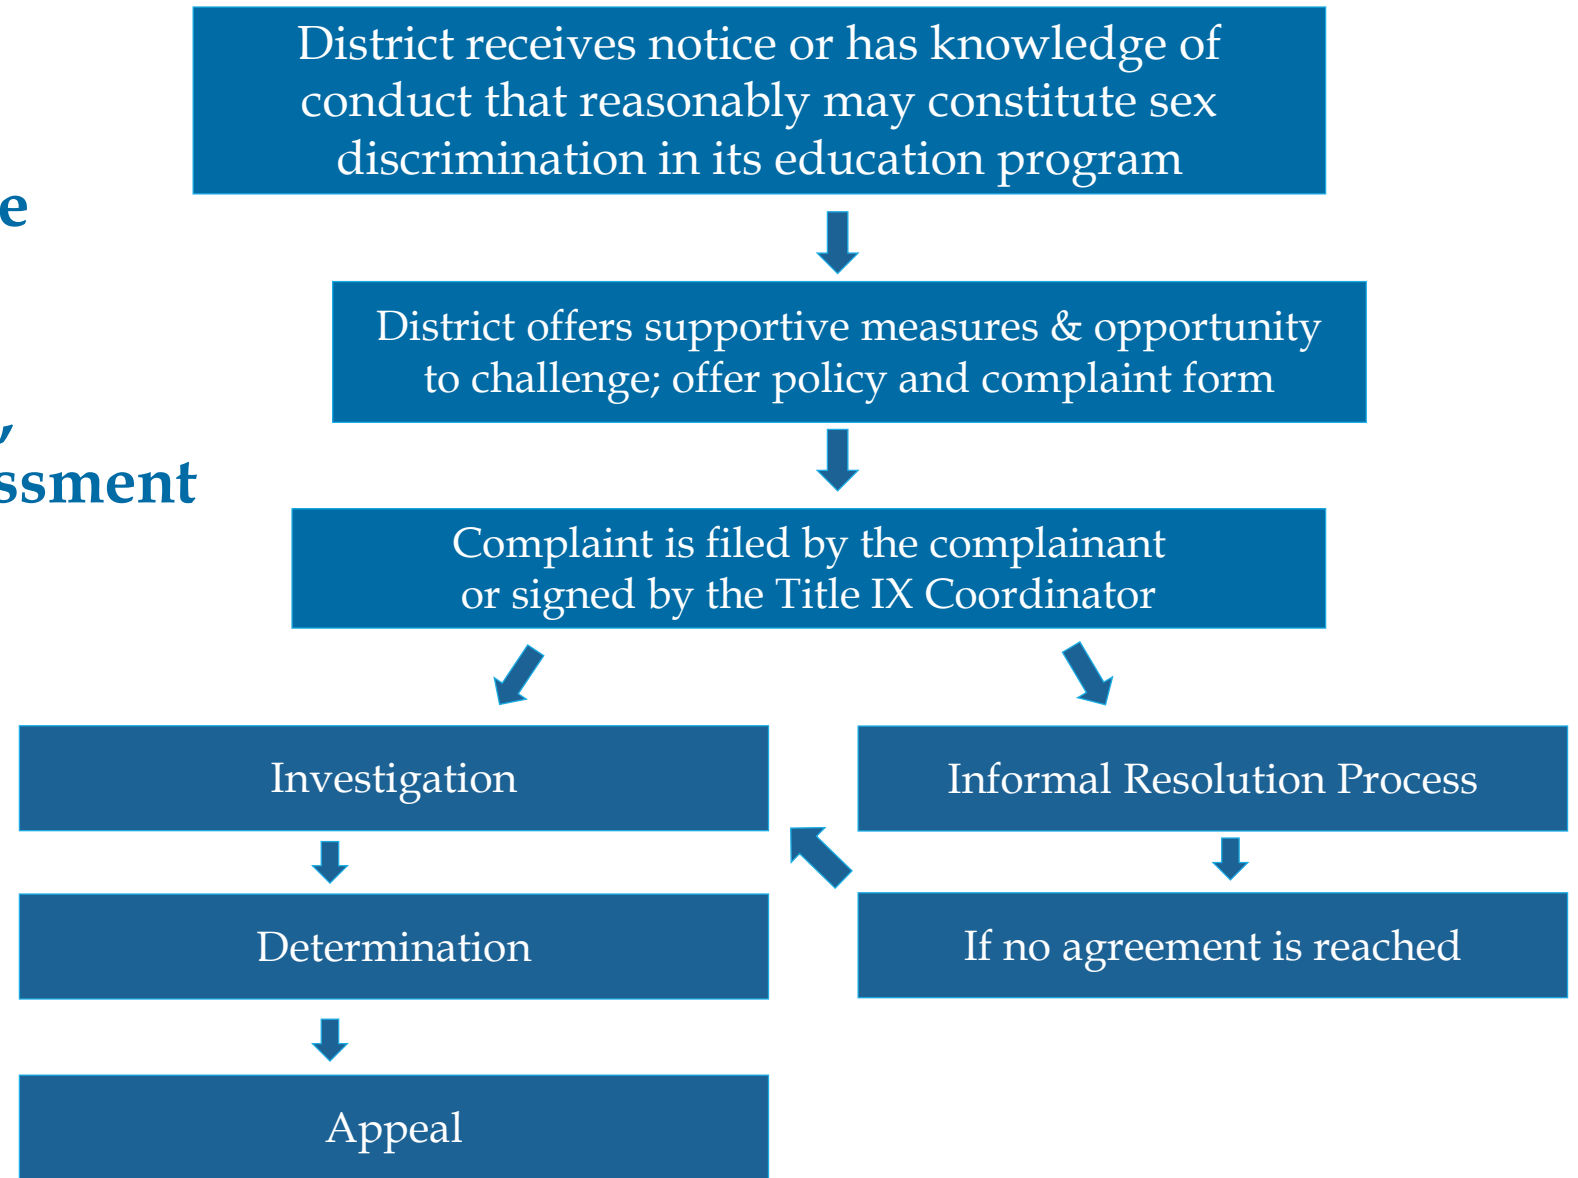 District receives notice or has knowledge of
conduct that reasonably may constitute sex
discrimination in its education program
District offers supportive measures & opportunity
to challenge; offer policy and complaint form
Complaint is filed by the complainant
or signed by the Title IX Coordinator
Investigation
Informal Resolution Process
Determination
If no agreement is reached
Appeal